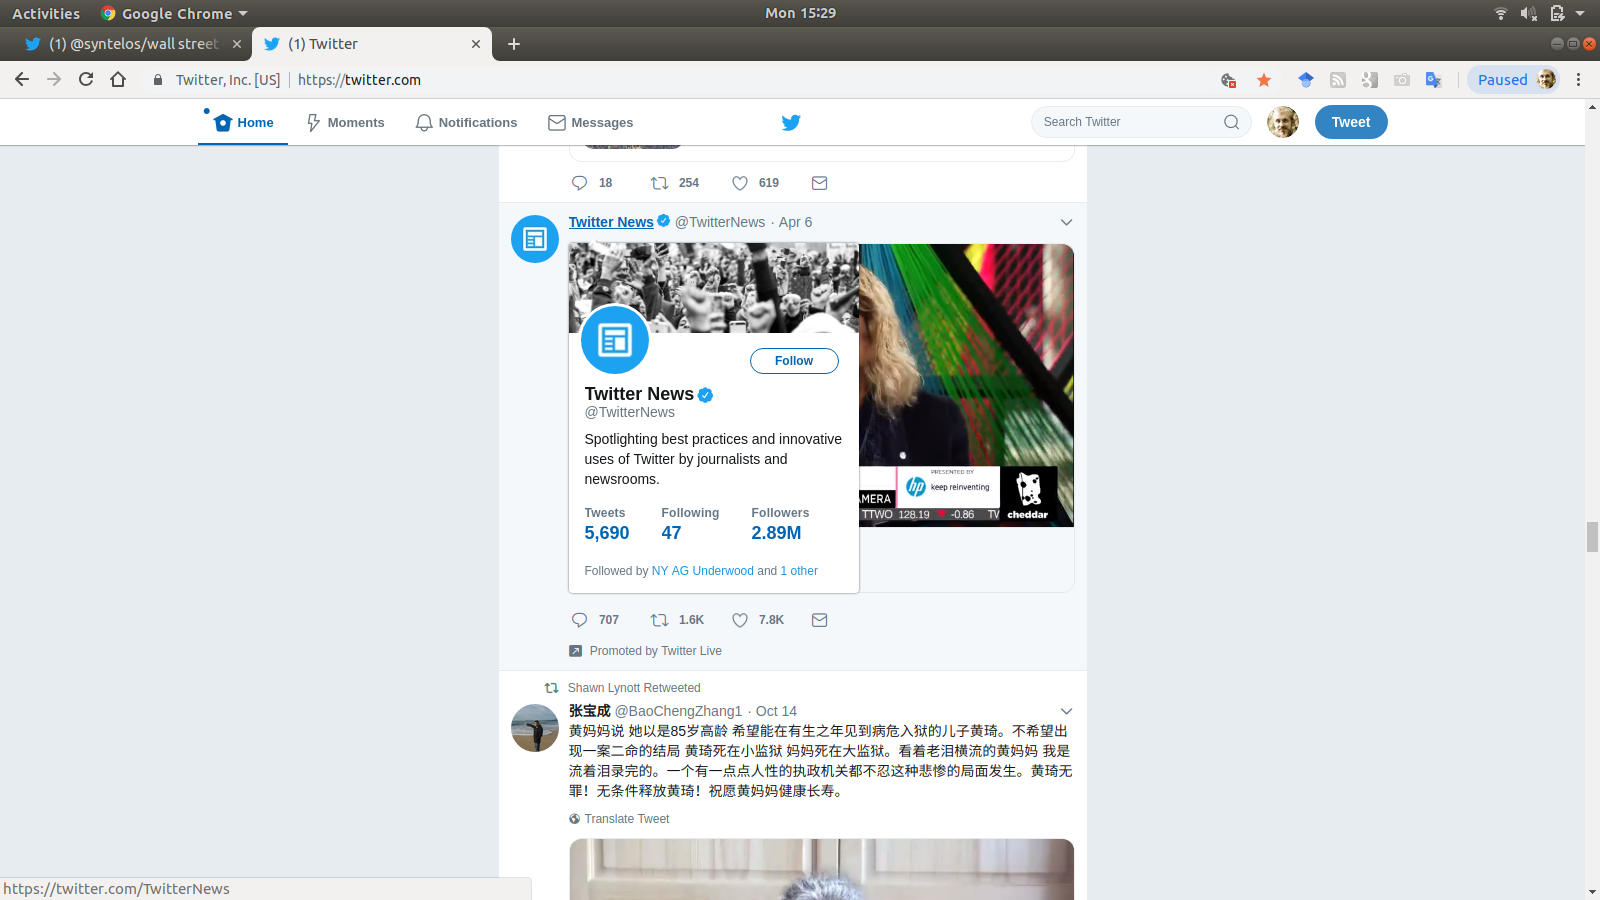 Activities
Google Chrome
Mon 15:29
(1) @syntelos/wall street
(1) Twitter
Twitter, Inc. [US]
https://twitter.com
Paused
Home
Moments
Notifications
Messages
Search Twitter
Tweet
18
254
619
Twitter News @TwitterNews · Apr 6
Follow
Twitter News
@TwitterNews
Spotlighting best practices and innovative
uses of Twitter by journalists and
newsrooms.
Tweets Following Followers
5,690 47 2.89M
Followed by NY AG Underwood and 1 other
PRESENTED BY
hp keep reinventing
AMERA
cheddar
TTWO 128.19 -0.86 TV
707
1.6K
7.8K
Promoted by Twitter Live
Shawn Lynott Retweeted
张宝成 @BaoChengZhang1 · Oct 14
黄妈妈说 她以是85岁高龄 希望能在有生之年见到病危入狱的儿子黄琦。不希望出
现一案二命的结局 黄琦死在小监狱 妈妈死在大监狱。看着老泪横流的黄妈妈 我是
流着泪录完的。一个有一点点人性的执政机关都不忍这种悲惨的局面发生。黄琦无
罪！无条件释放黄琦！祝愿黄妈妈健康长寿。
Translate Tweet
https://twitter.com/TwitterNews